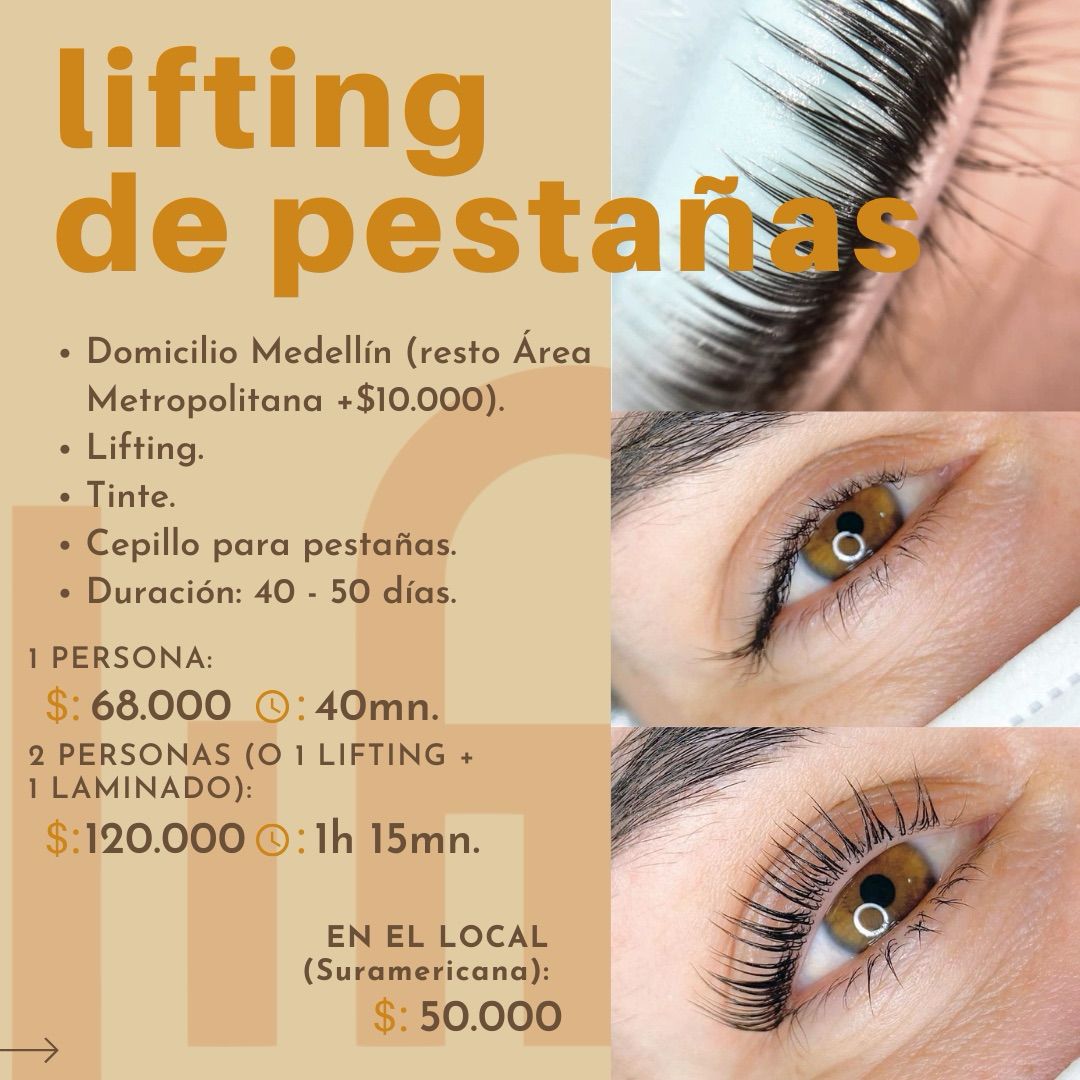 lifting
de pestañas
• Domicilio Medellín (resto Área
Metropolitana +$10.000).
• Lifting.
• Tinte.
• Cepillo para pestañas.
• Duración: 40 - 50 días.
1 PERSONA:
$: 68.000 : 40mn.
2 PERSONAS (O 1 LIFTING +
1 LAMINADO):
$: 120.000 : 1h 15mn.
EN EL LOCAL
(Suramericana):
$: 50.000